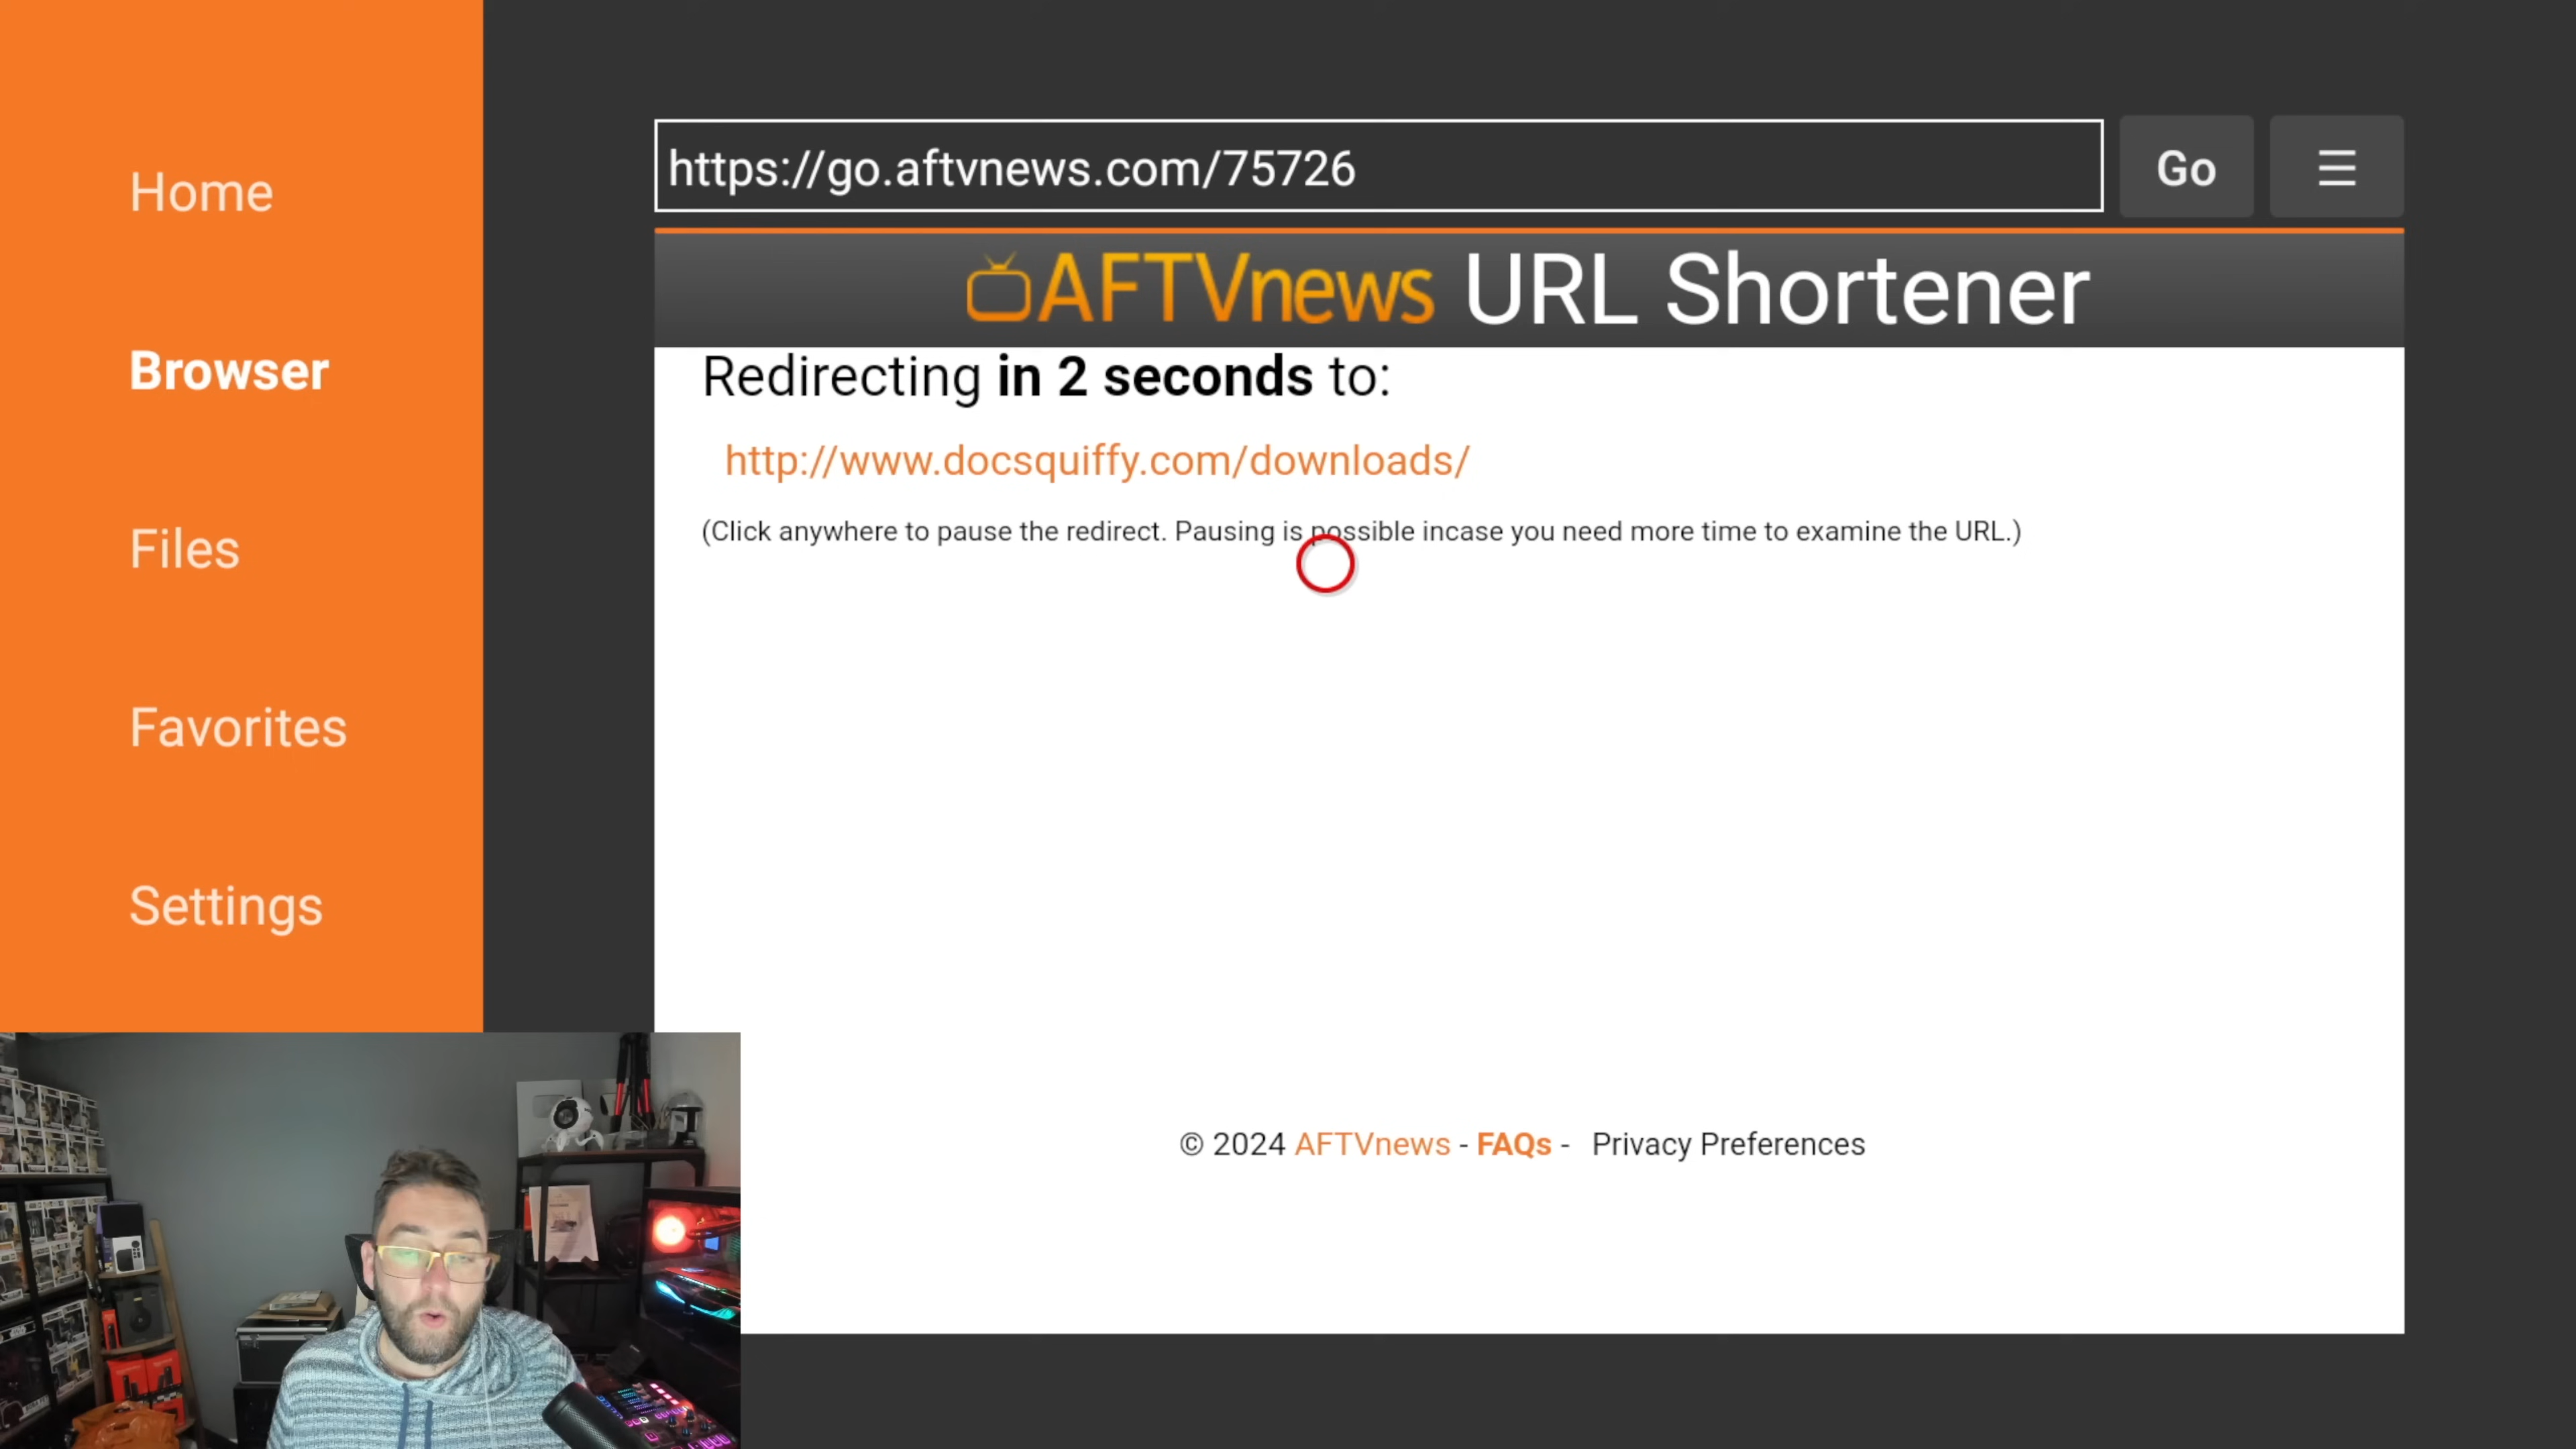 Home
Browser
Files
Favorites
Settings
https://go.aftvnews.com/75726
Go
AFTVnews URL Shortener
Redirecting in 2 seconds to:
http://www.docsquiffy.com/downloads/
(Click anywhere to pause the redirect. Pausing is possible incase you need more time to examine the URL.)
© 2024 AFTVnews - FAQs - Privacy Preferences